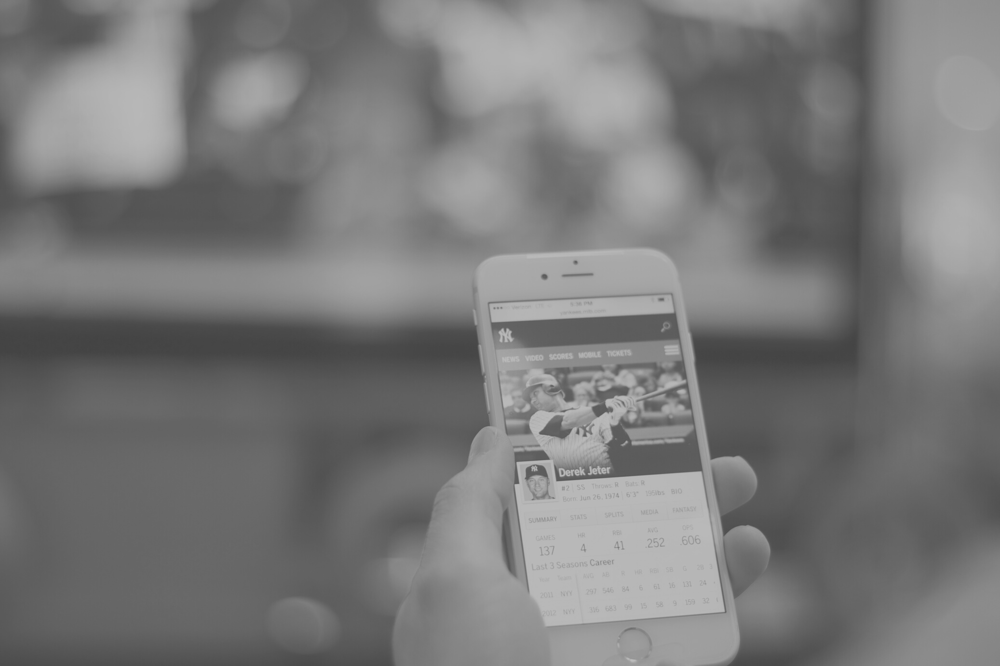 Verizon LTE 5:36 PM
yankees.mlb.com
NY
NEWS VIDEO SCORES MOBILE TICKETS
NY
Derek Jeter
#2 | SS Throws: R Bats: R
Born: Jun 26, 1974 | 6'3" 195lbs BIO
SUMMARY STATS SPLITS MEDIA FANTASY
GAMES HR RBI AVG OPS
137 4 41 .252 .606
Last 3 Seasons Career
Year Team AVG AB R HR RBI SB G 2B 3
2011 NYY .297 546 84 6 61 16 131 24
2012 NYY .316 683 99 15 58 9 159 32